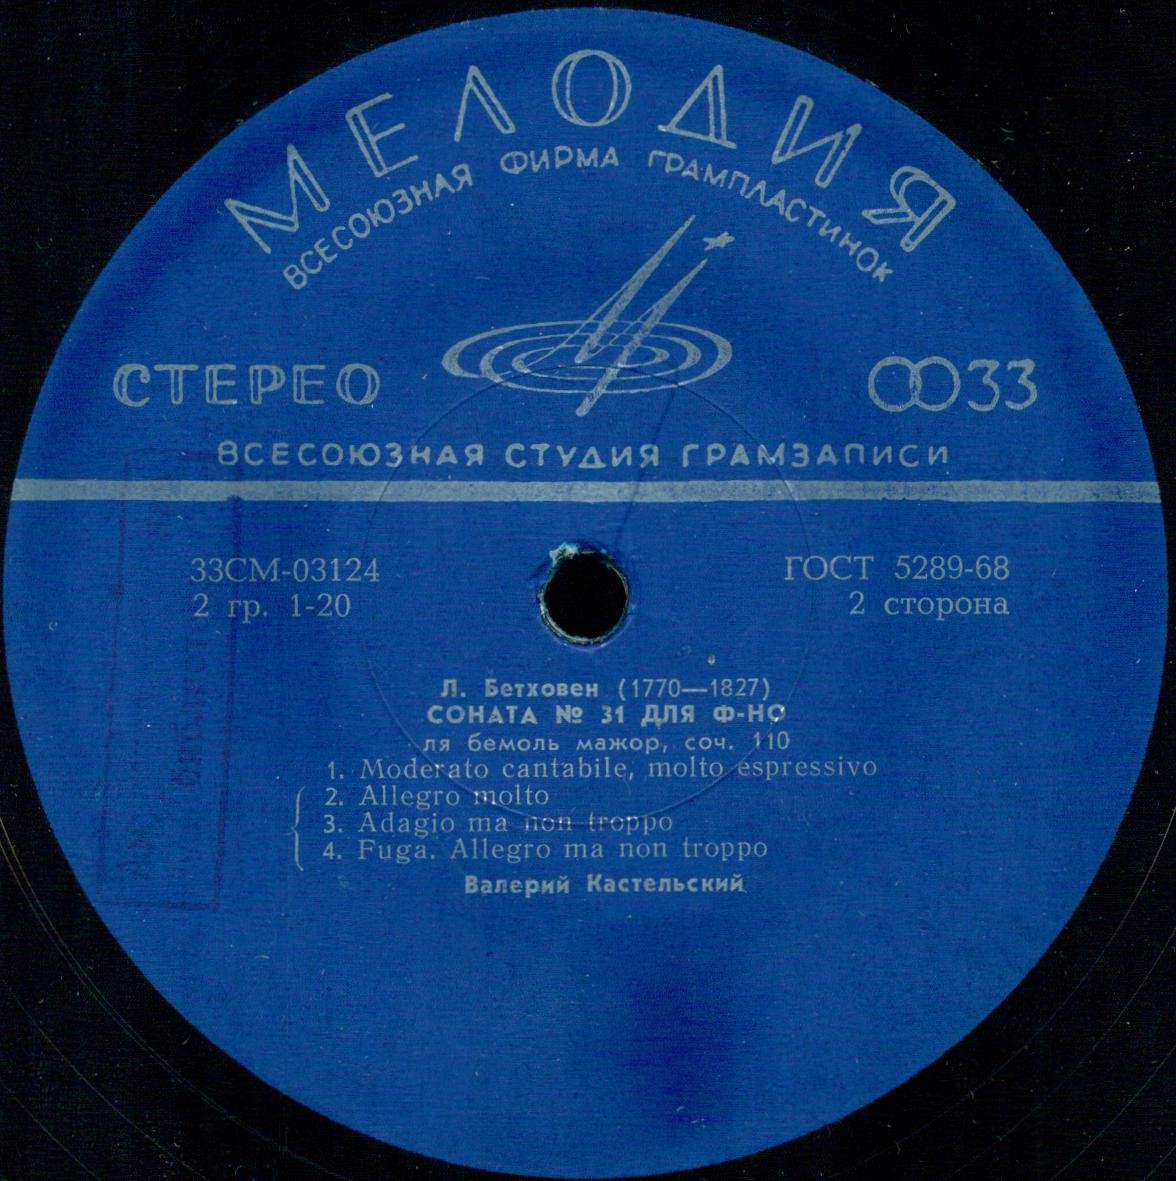 МЕЛОДИЯ
ВСЕСОЮЗНАЯ ФИРМА ГРАМПЛАСТИНОК
СТЕРЕО 33
ВСЕСОЮЗНАЯ СТУДИЯ ГРАМЗАПИСИ
33СМ-03124 ГОСТ 5289-68
2 гр. 1-20 2 сторона
Л. Бетховен (1770—1827)
СОНАТА № 31 ДЛЯ Ф-НО
ля бемоль мажор, соч. 110
1. Moderato cantabile, molto espressivo
2. Allegro molto
3. Adagio ma non troppo
4. Fuga. Allegro ma non troppo
Валерий Кастельский